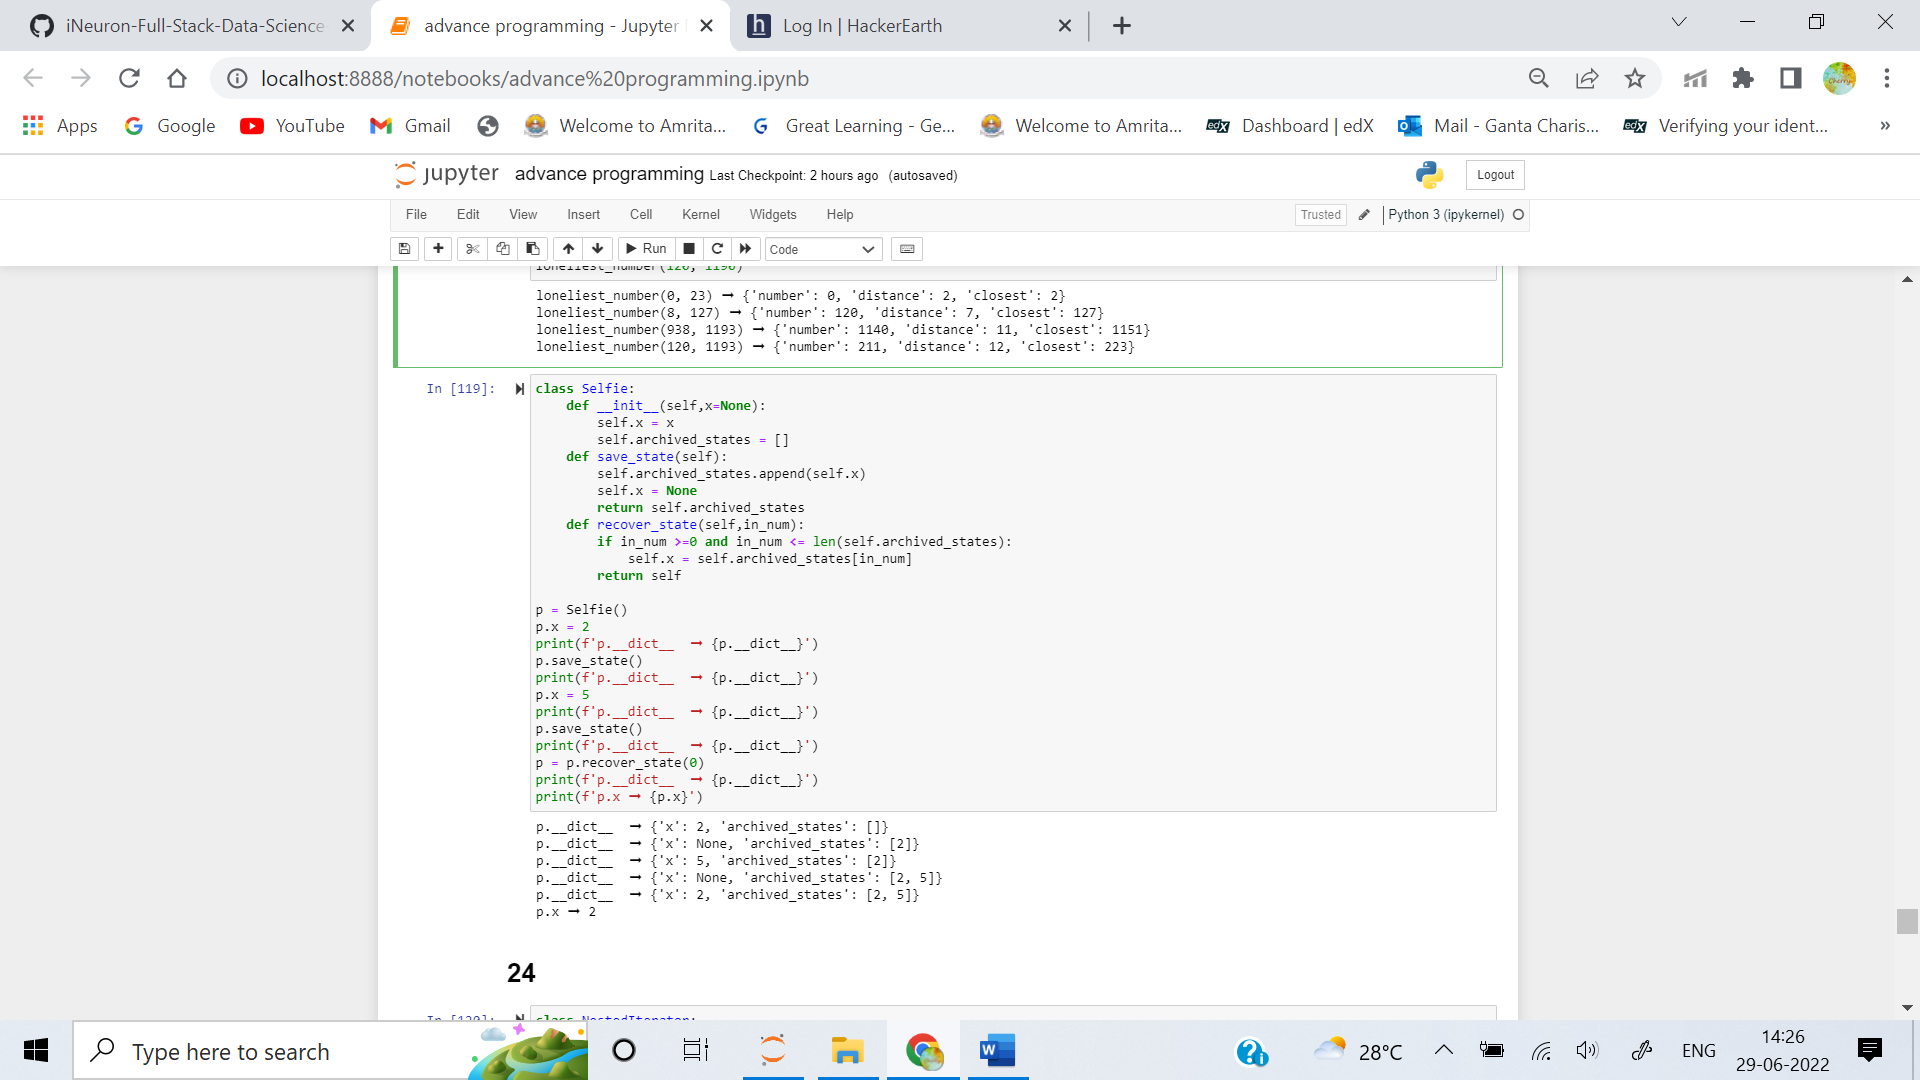 iNeuron-Full-Stack-Data-Science
advance programming - Jupyter
Log In | HackerEarth
localhost:8888/notebooks/advance%20programming.ipynb
Apps
Google
YouTube
Gmail
Welcome to Amrita...
Great Learning - Ge...
Welcome to Amrita...
Dashboard | edX
Mail - Ganta Charis...
Verifying your ident...
»
jupyter advance programming Last Checkpoint: 2 hours ago (autosaved)
Logout
File Edit View Insert Cell Kernel Widgets Help
Trusted
Python 3 (ipykernel)
Run
Code
loneliest_number(120, 1190)
loneliest_number(0, 23) ➞ {'number': 0, 'distance': 2, 'closest': 2}
loneliest_number(8, 127) ➞ {'number': 120, 'distance': 7, 'closest': 127}
loneliest_number(938, 1193) ➞ {'number': 1140, 'distance': 11, 'closest': 1151}
loneliest_number(120, 1193) ➞ {'number': 211, 'distance': 12, 'closest': 223}
In [119]:
class Selfie:
    def __init__(self,x=None):
        self.x = x
        self.archived_states = []
    def save_state(self):
        self.archived_states.append(self.x)
        self.x = None
        return self.archived_states
    def recover_state(self,in_num):
        if in_num >=0 and in_num <= len(self.archived_states):
            self.x = self.archived_states[in_num]
        return self
p = Selfie()
p.x = 2
print(f'p.__dict__  ➞ {p.__dict__}')
p.save_state()
print(f'p.__dict__  ➞ {p.__dict__}')
p.x = 5
print(f'p.__dict__  ➞ {p.__dict__}')
p.save_state()
print(f'p.__dict__  ➞ {p.__dict__}')
p = p.recover_state(0)
print(f'p.__dict__  ➞ {p.__dict__}')
print(f'p.x ➞ {p.x}')
p.__dict__  ➞ {'x': 2, 'archived_states': []}
p.__dict__  ➞ {'x': None, 'archived_states': [2]}
p.__dict__  ➞ {'x': 5, 'archived_states': [2]}
p.__dict__  ➞ {'x': None, 'archived_states': [2, 5]}
p.__dict__  ➞ {'x': 2, 'archived_states': [2, 5]}
p.x ➞ 2
24
In [120]:
class NestedIterator:
Type here to search
28°C
ENG
14:26
29-06-2022